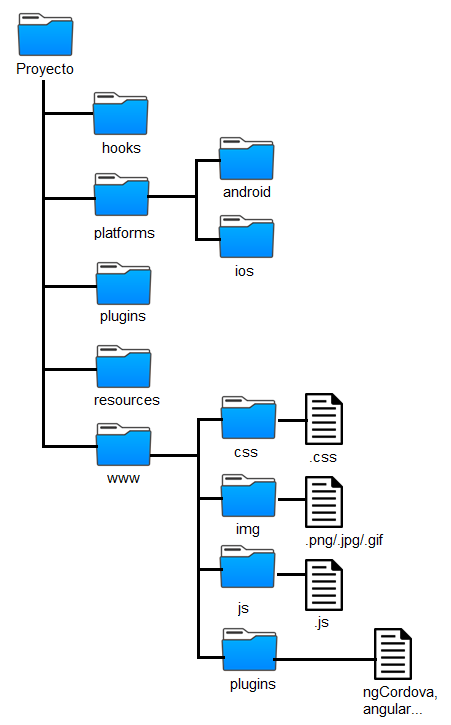 Proyecto
hooks
platforms
android
ios
plugins
resources
www
css
.css
img
.png/.jpg/.gif
js
.js
plugins
ngCordova,
angular...